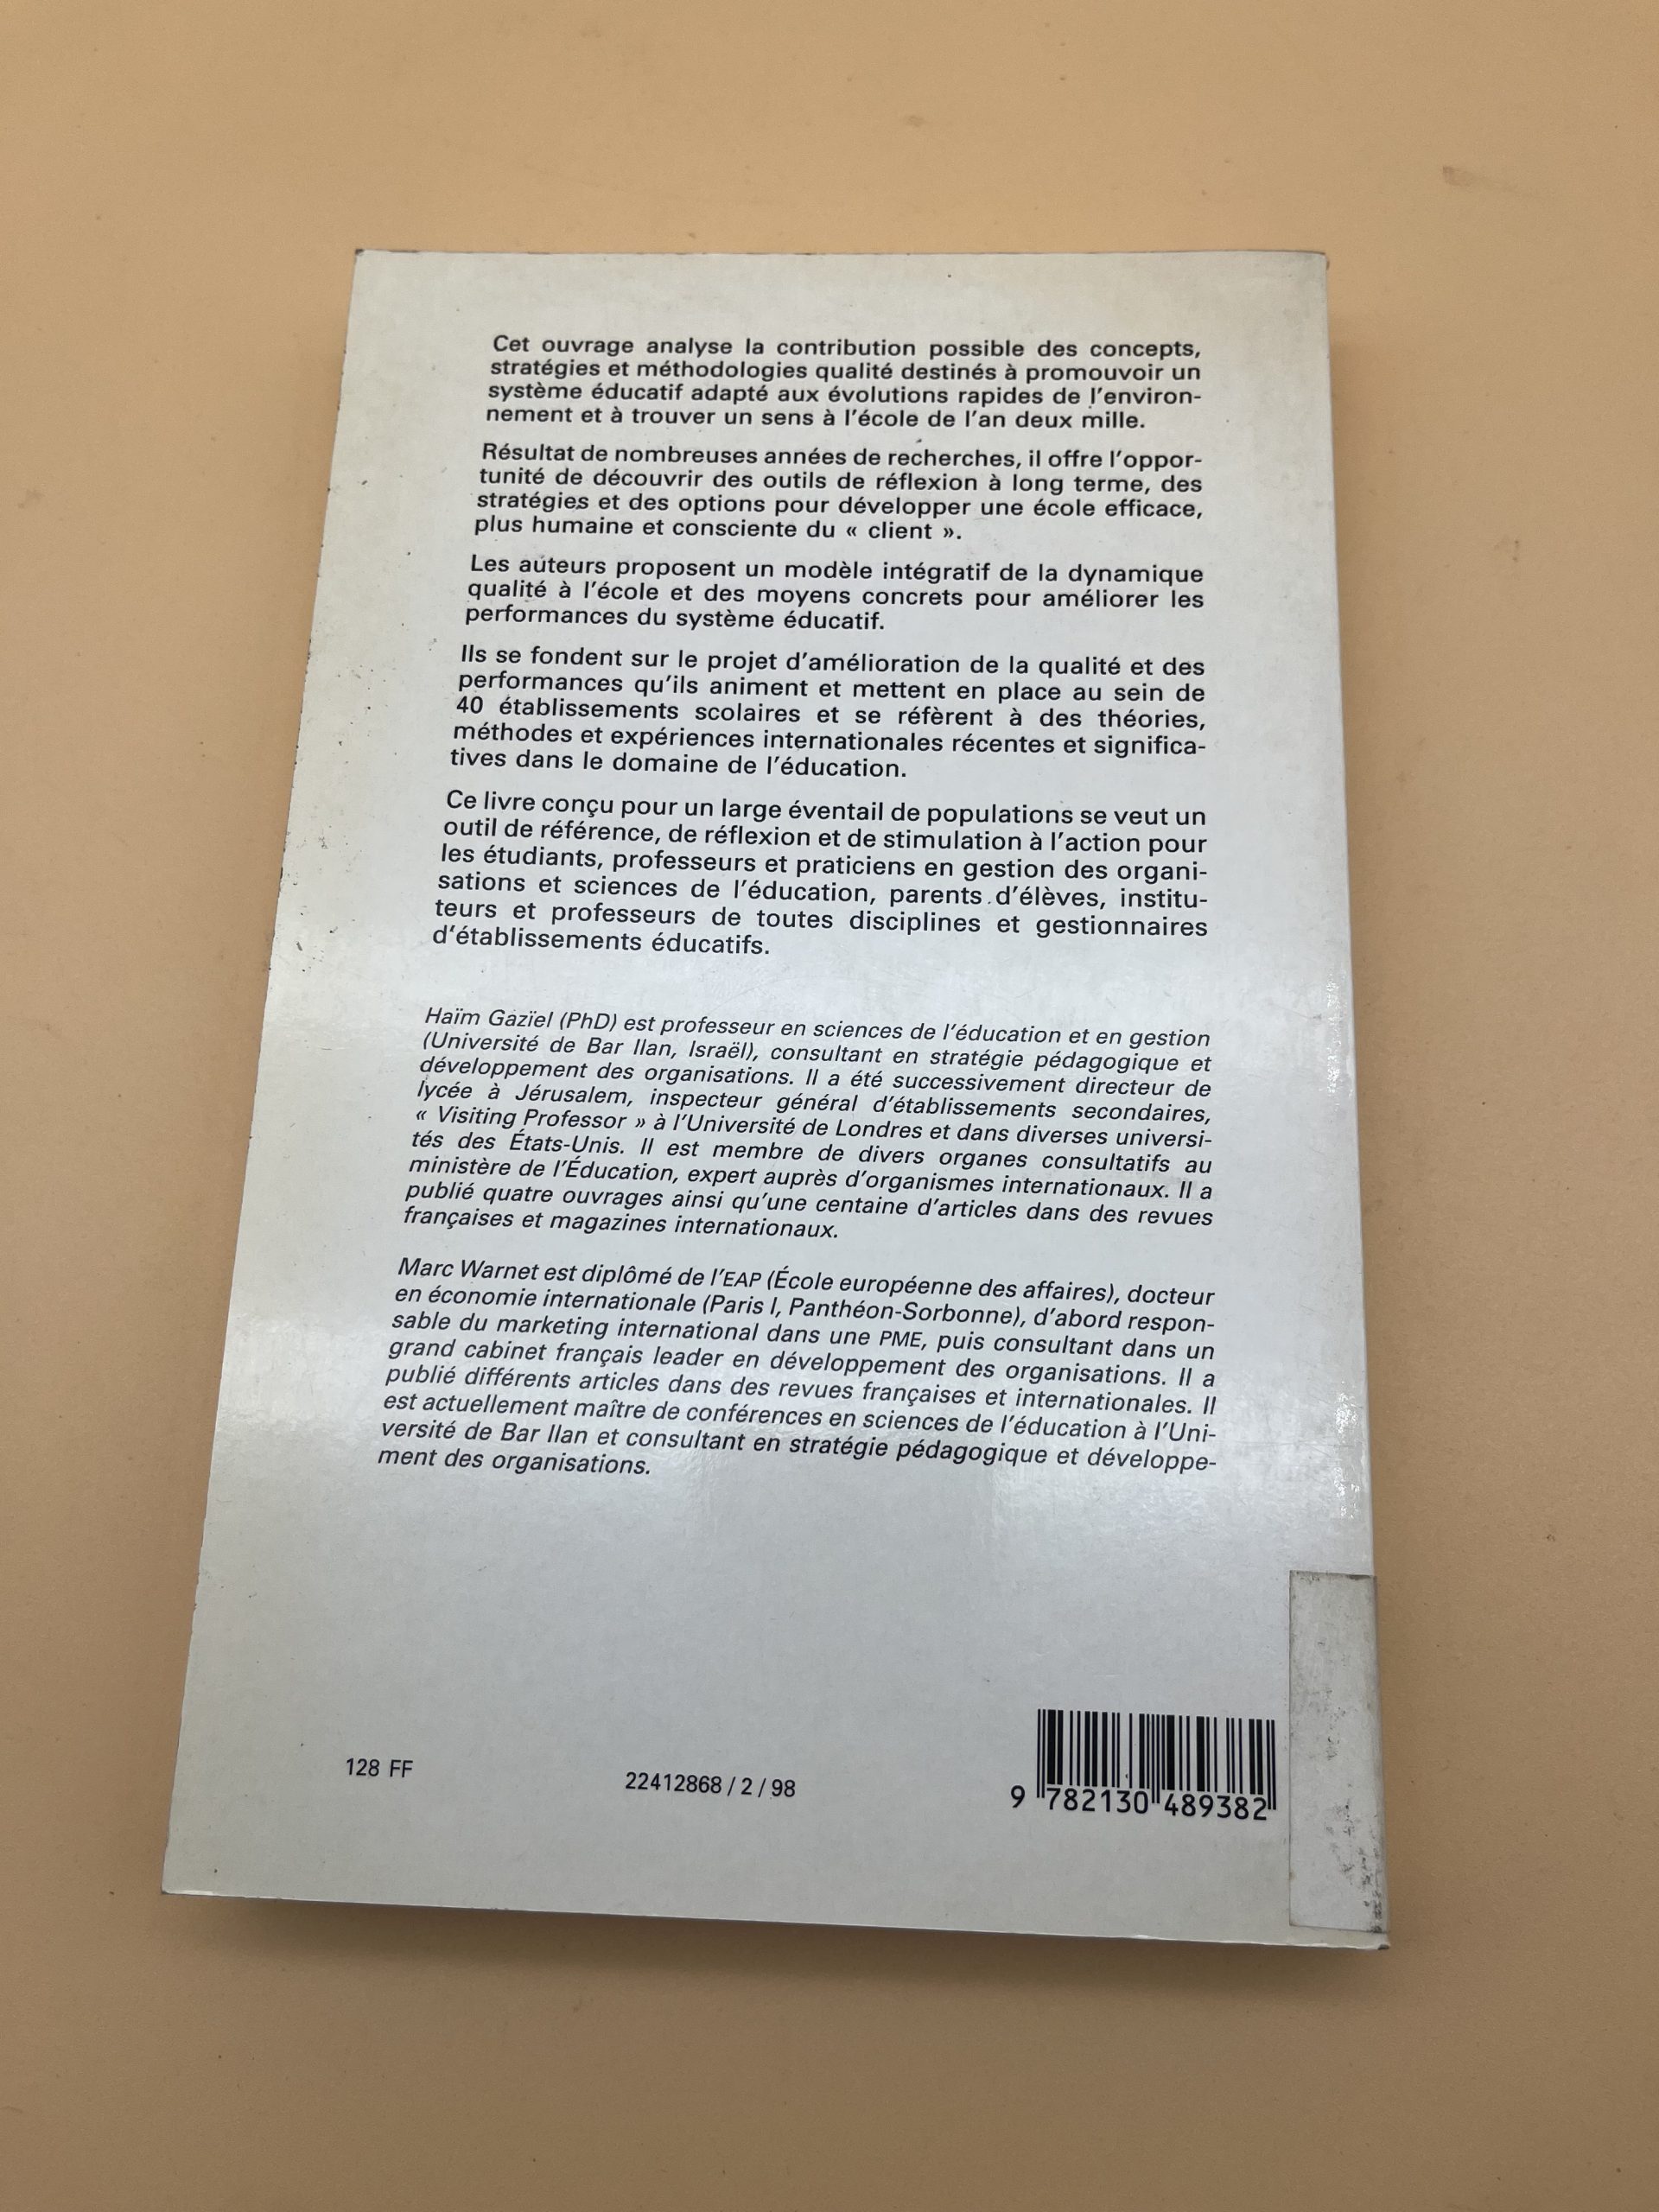 Cet ouvrage analyse la contribution possible des concepts,
stratégies et méthodologies qualité destinés à promouvoir un
système éducatif adapté aux évolutions rapides de l'environ-
nement et à trouver un sens à l'école de l'an deux mille.
Résultat de nombreuses années de recherches, il offre l'oppor-
tunité de découvrir des outils de réflexion à long terme, des
stratégies et des options pour développer une école efficace,
plus humaine et consciente du « client ».
Les auteurs proposent un modèle intégratif de la dynamique
qualité à l'école et des moyens concrets pour améliorer les
performances du système éducatif.
Ils se fondent sur le projet d'amélioration de la qualité et des
performances qu'ils animent et mettent en place au sein de
40 établissements scolaires et se réfèrent à des théories,
méthodes et expériences internationales récentes et significa-
tives dans le domaine de l'éducation.
Ce livre conçu pour un large éventail de populations se veut un
outil de référence, de réflexion et de stimulation à l'action pour
les étudiants, professeurs et praticiens en gestion des organi-
sations et sciences de l'éducation, parents d'élèves, institu-
teurs et professeurs de toutes disciplines et gestionnaires
d'établissements éducatifs.
Haïm Gaziel (PhD) est professeur en sciences de l'éducation et en gestion
(Université de Bar Ilan, Israël), consultant en stratégie pédagogique et
développement des organisations. Il a été successivement directeur de
lycée à Jérusalem, inspecteur général d'établissements secondaires,
« Visiting Professor » à l'Université de Londres et dans diverses universi-
tés des États-Unis. Il est membre de divers organes consultatifs au
ministère de l'Éducation, expert auprès d'organismes internationaux. Il a
publié quatre ouvrages ainsi qu'une centaine d'articles dans des revues
françaises et magazines internationaux.
Marc Warnet est diplômé de l'EAP (École européenne des affaires), docteur
en économie internationale (Paris I, Panthéon-Sorbonne), d'abord respon-
sable du marketing international dans une PME, puis consultant dans un
grand cabinet français leader en développement des organisations. Il a
publié différents articles dans des revues françaises et internationales. Il
est actuellement maître de conférences en sciences de l'éducation à l'Uni-
versité de Bar Ilan et consultant en stratégie pédagogique et développe-
ment des organisations.
128 FF
22412868 / 2 / 98
9 782130 489382